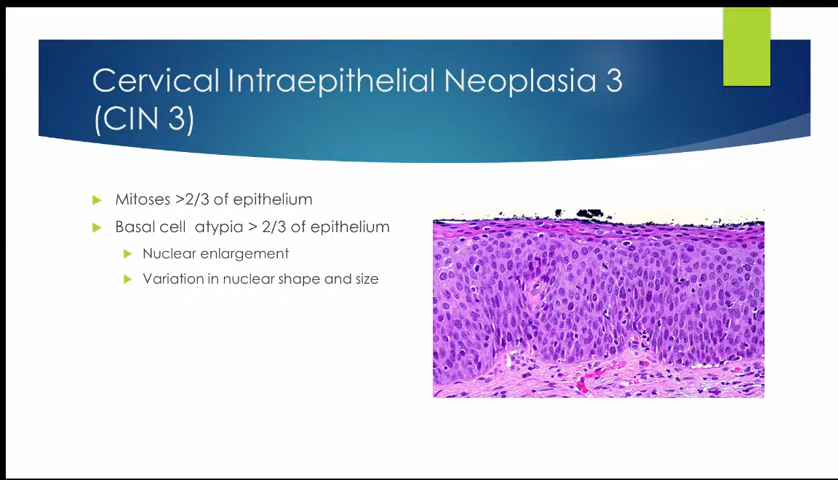 Cervical Intraepithelial Neoplasia 3
(CIN 3)
Mitoses >2/3 of epithelium
Basal cell atypia > 2/3 of epithelium
Nuclear enlargement
Variation in nuclear shape and size